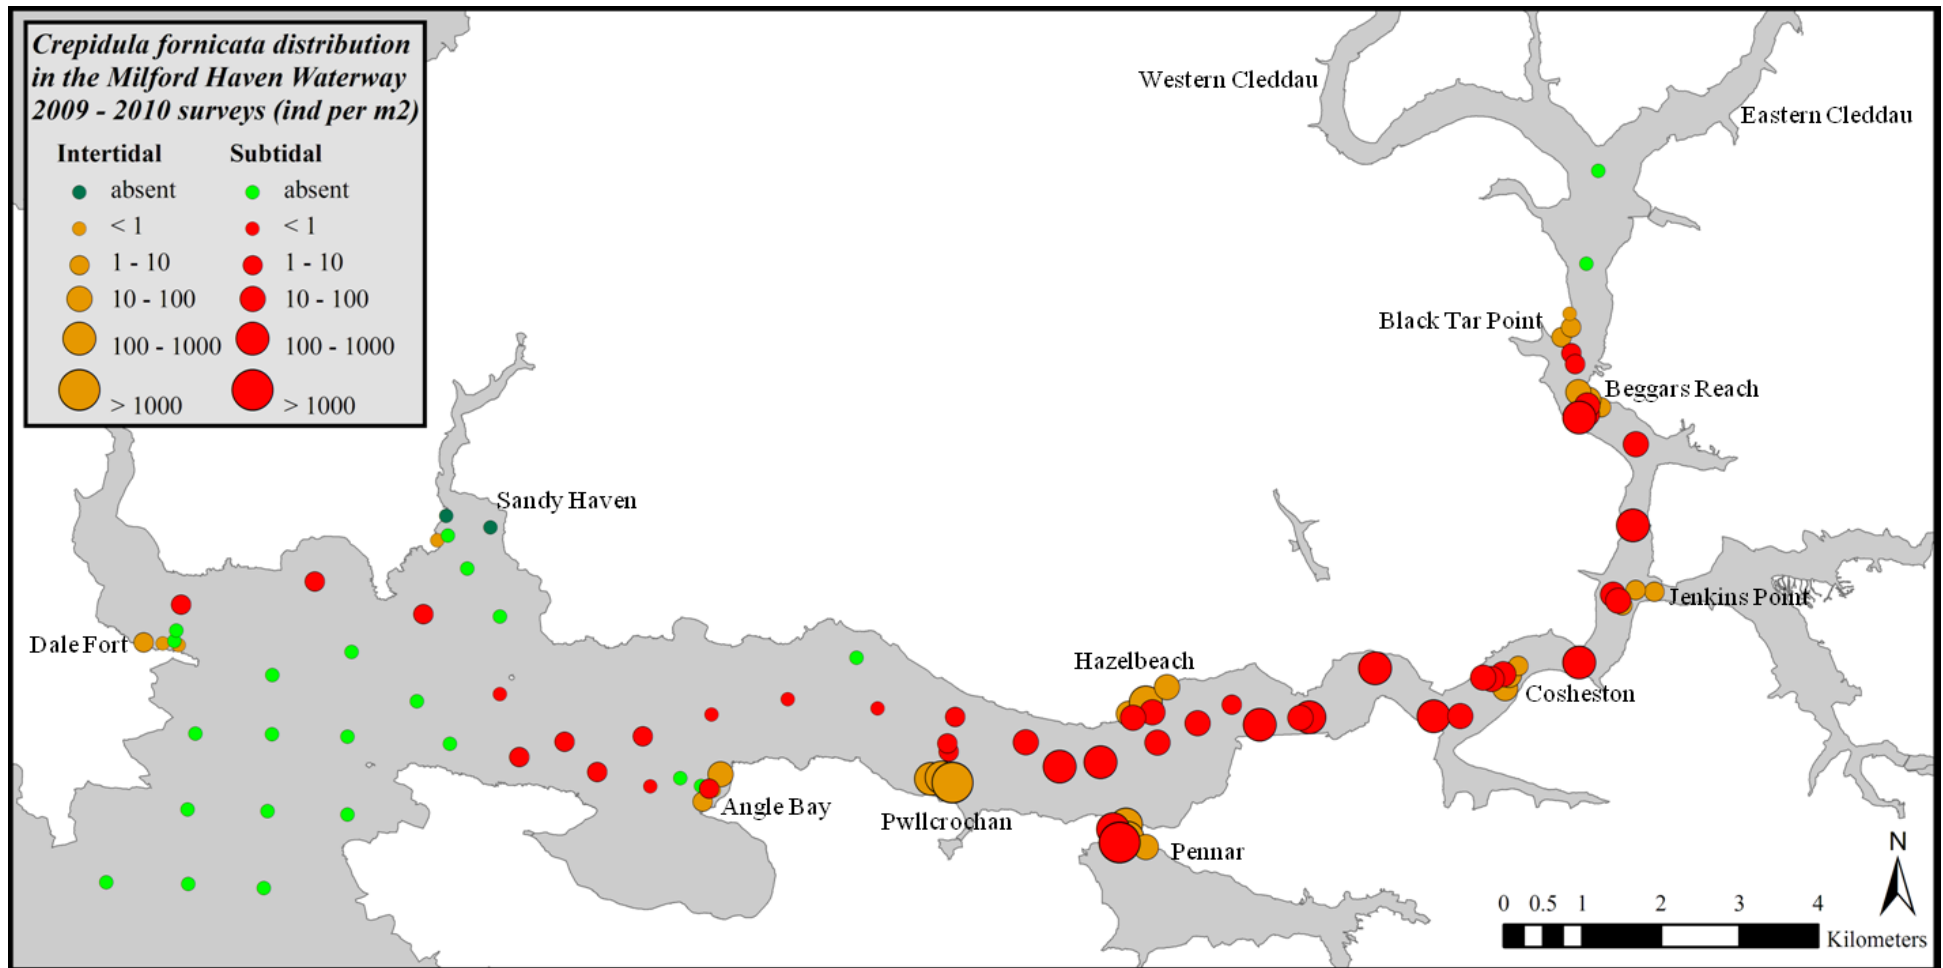 Crepidula fornicata distribution
in the Milford Haven Waterway
2009 - 2010 surveys (ind per m2)
Intertidal Subtidal
absent absent
< 1 < 1
1 - 10 1 - 10
10 - 100 10 - 100
100 - 1000 100 - 1000
> 1000 > 1000
Western Cleddau
Eastern Cleddau
Black Tar Point
Beggars Reach
Sandy Haven
Jenkins Point
Dale Fort
Hazelbeach
Cosheston
Angle Bay
Pwllcrochan
Pennar
N
0 0.5 1 2 3 4
Kilometers